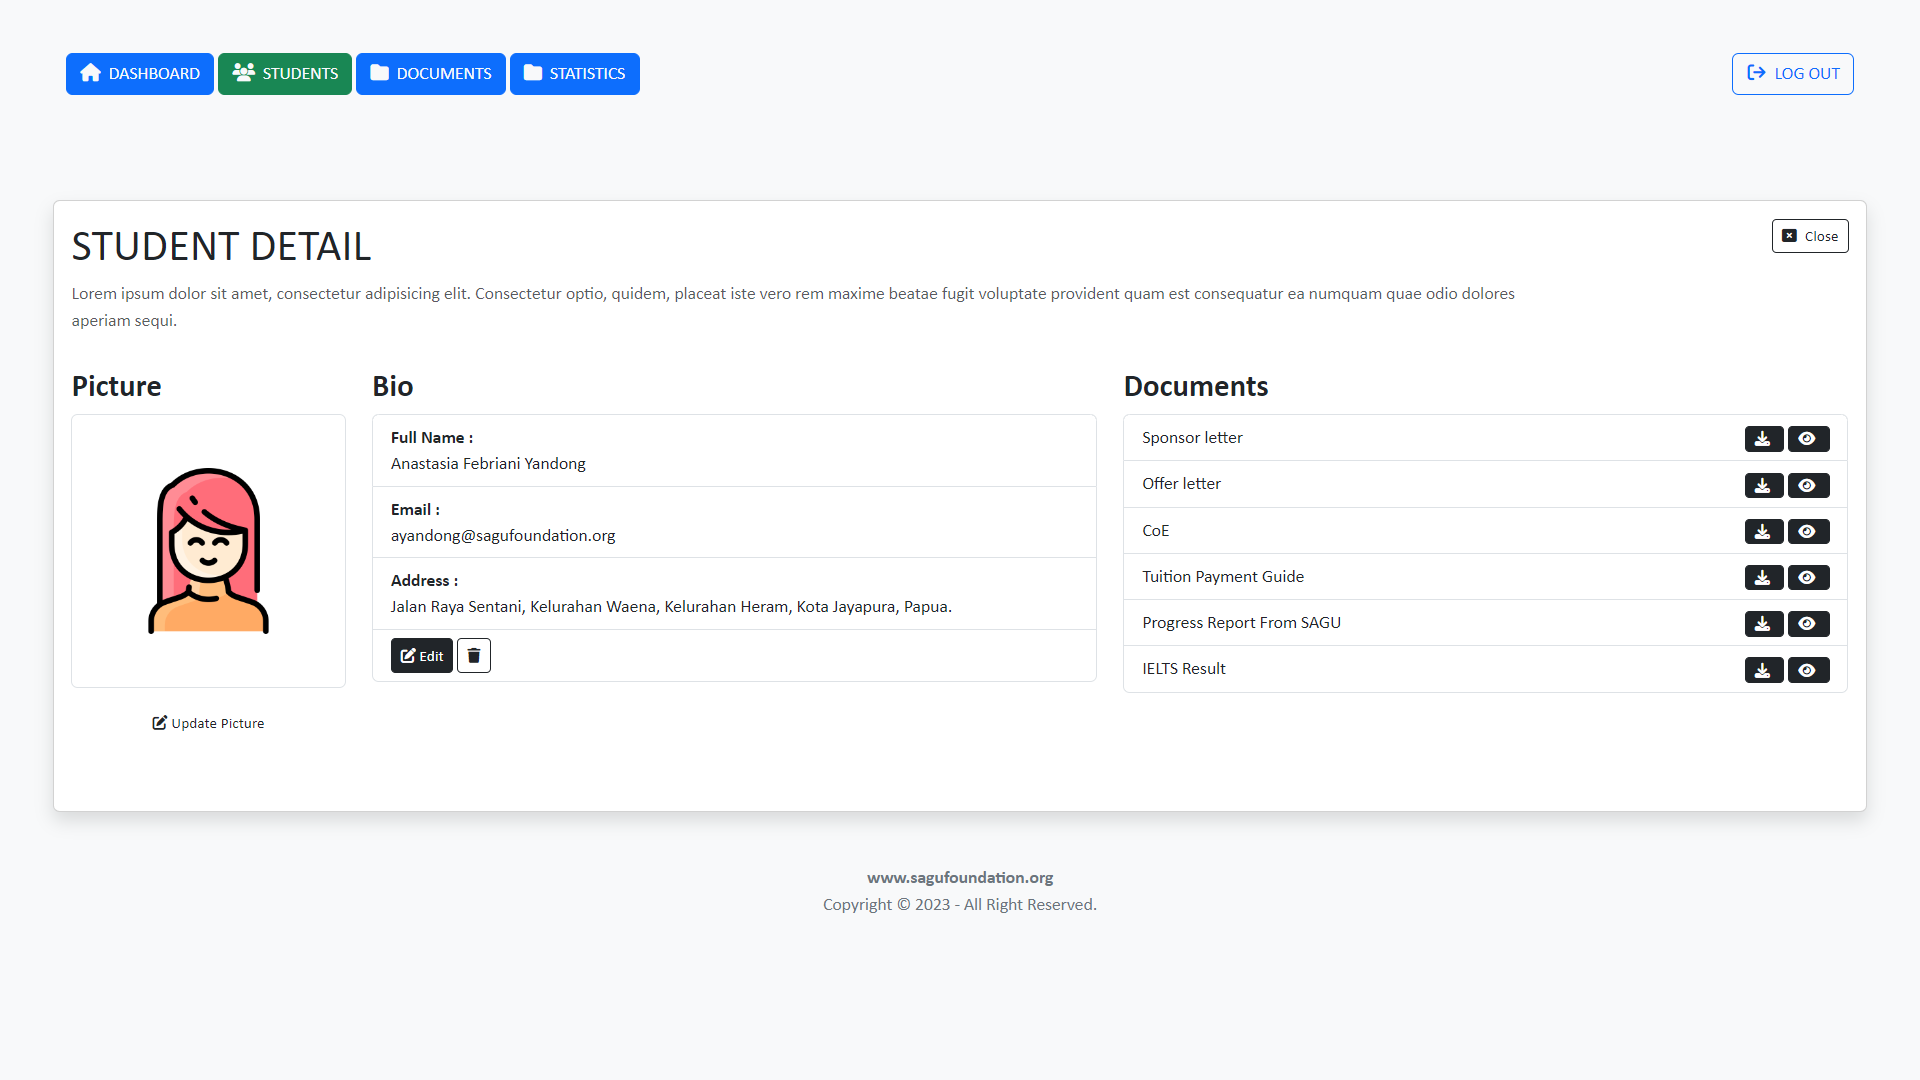 DASHBOARD STUDENTS DOCUMENTS STATISTICS LOG OUT
STUDENT DETAIL
Close
Lorem ipsum dolor sit amet, consectetur adipisicing elit. Consectetur optio, quidem, placeat iste vero rem maxime beatae fugit voluptate provident quam est consequatur ea numquam quae odio dolores
aperiam sequi.
Picture
Update Picture
Bio
Full Name :
Anastasia Febriani Yandong
Email :
ayandong@sagufoundation.org
Address :
Jalan Raya Sentani, Kelurahan Waena, Kelurahan Heram, Kota Jayapura, Papua.
Edit
Documents
Sponsor letter
Offer letter
CoE
Tuition Payment Guide
Progress Report From SAGU
IELTS Result
www.sagufoundation.org
Copyright © 2023 - All Right Reserved.